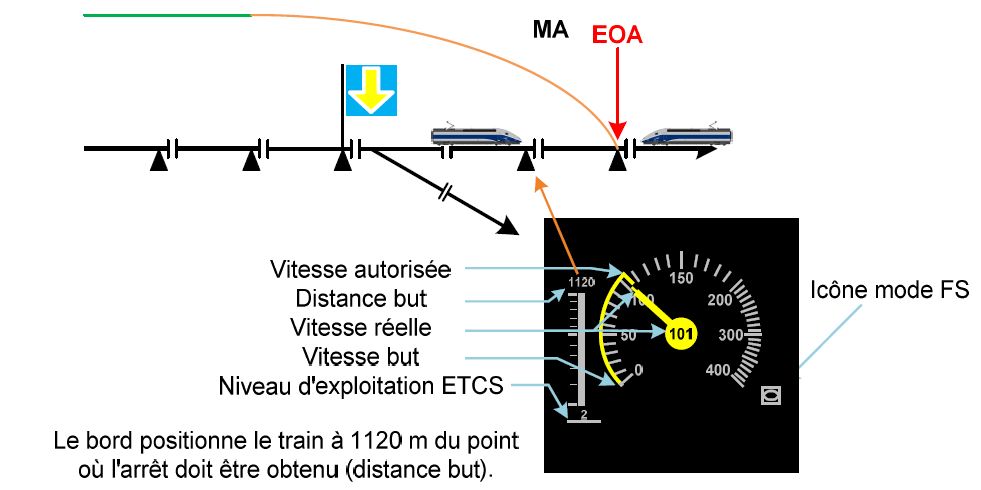 MA
EOA
Vitesse autorisée
Distance but
Vitesse réelle
Vitesse but
Niveau d'exploitation ETCS
Le bord positionne le train à 1120 m du point
où l'arrêt doit être obtenu (distance but).
1120
2
0
50
100
150
200
300
400
101
Icône mode FS